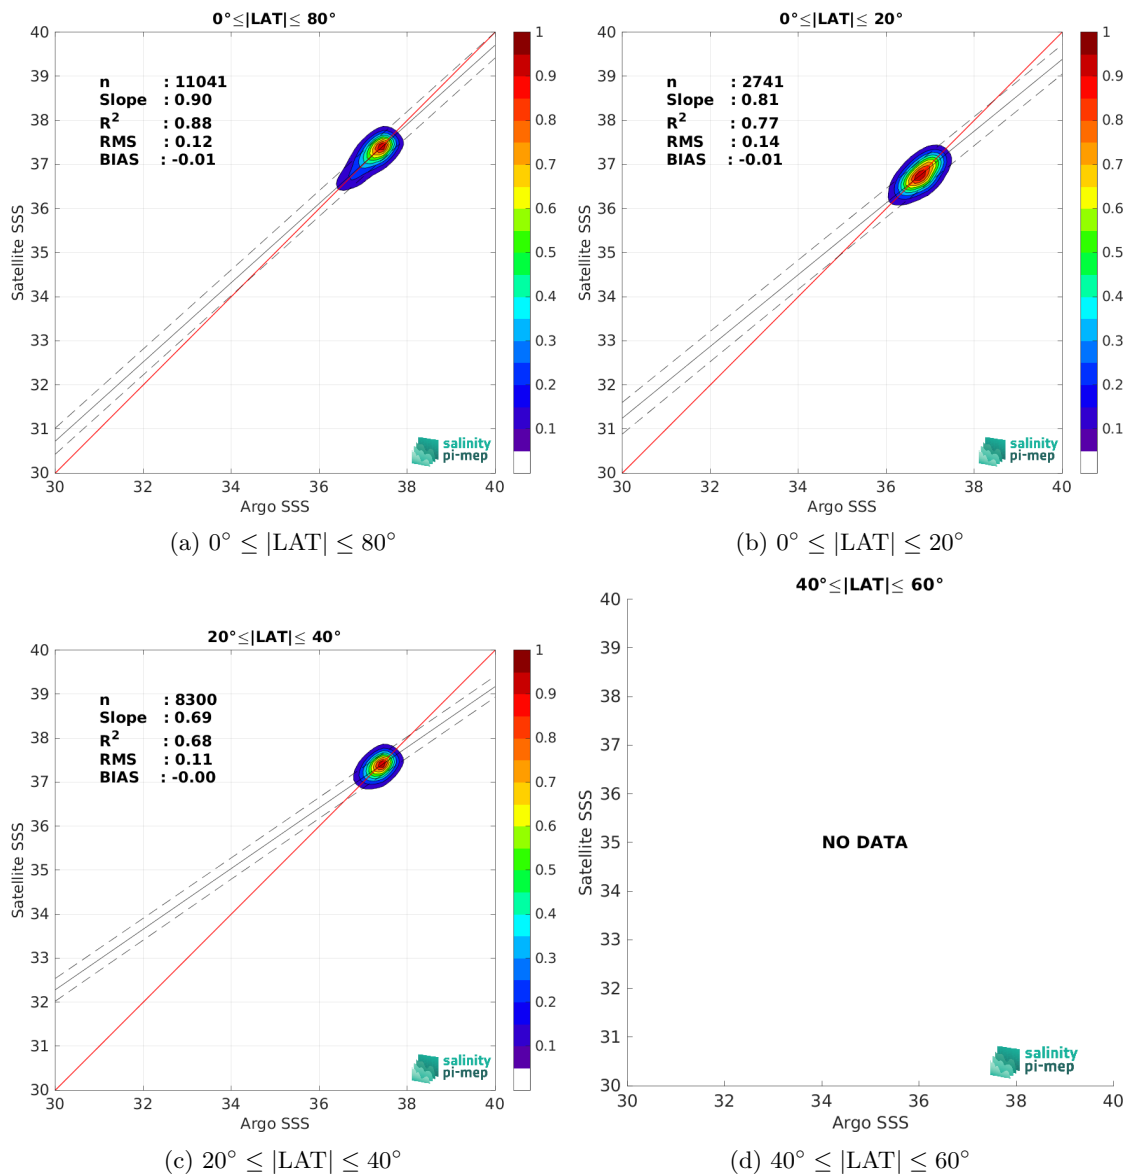 0°≤|LAT|≤ 80°
40
39
38
37
36
35
34
33
32
31
30
Satellite SSS
n : 11041
Slope : 0.90
R² : 0.88
RMS : 0.12
BIAS : -0.01
1
0.9
0.8
0.7
0.6
0.5
0.4
0.3
0.2
0.1
salinity
pi-mep
30 32 34 36 38 40
Argo SSS
(a) 0° ≤ |LAT| ≤ 80°
0°≤|LAT|≤ 20°
40
39
38
37
36
35
34
33
32
31
30
Satellite SSS
n : 2741
Slope : 0.81
R² : 0.77
RMS : 0.14
BIAS : -0.01
1
0.9
0.8
0.7
0.6
0.5
0.4
0.3
0.2
0.1
salinity
pi-mep
30 32 34 36 38 40
Argo SSS
(b) 0° ≤ |LAT| ≤ 20°
20°≤|LAT|≤ 40°
40
39
38
37
36
35
34
33
32
31
30
Satellite SSS
n : 8300
Slope : 0.69
R² : 0.68
RMS : 0.11
BIAS : -0.00
1
0.9
0.8
0.7
0.6
0.5
0.4
0.3
0.2
0.1
salinity
pi-mep
30 32 34 36 38 40
Argo SSS
(c) 20° ≤ |LAT| ≤ 40°
40°≤|LAT|≤ 60°
40
39
38
37
36
35
34
33
32
31
30
Satellite SSS
NO DATA
salinity
pi-mep
30 32 34 36 38 40
Argo SSS
(d) 40° ≤ |LAT| ≤ 60°